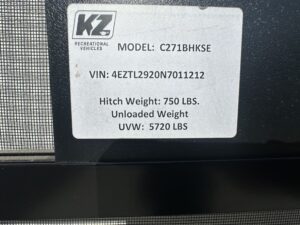 KZ
RECREATIONAL
VEHICLES
MODEL: C271BHKSE
VIN: 4EZTL2920N7011212
Hitch Weight: 750 LBS.
Unloaded Weight
UVW: 5720 LBS